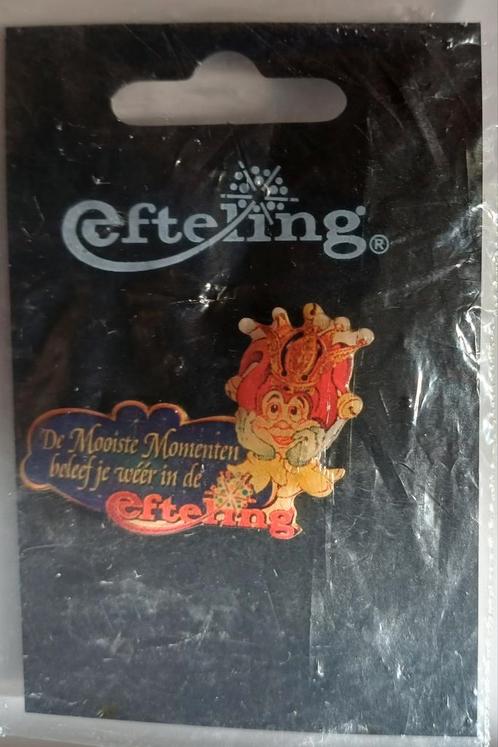 efteling®
De Mooiste Momenten
beleef je wéér in de
efteling